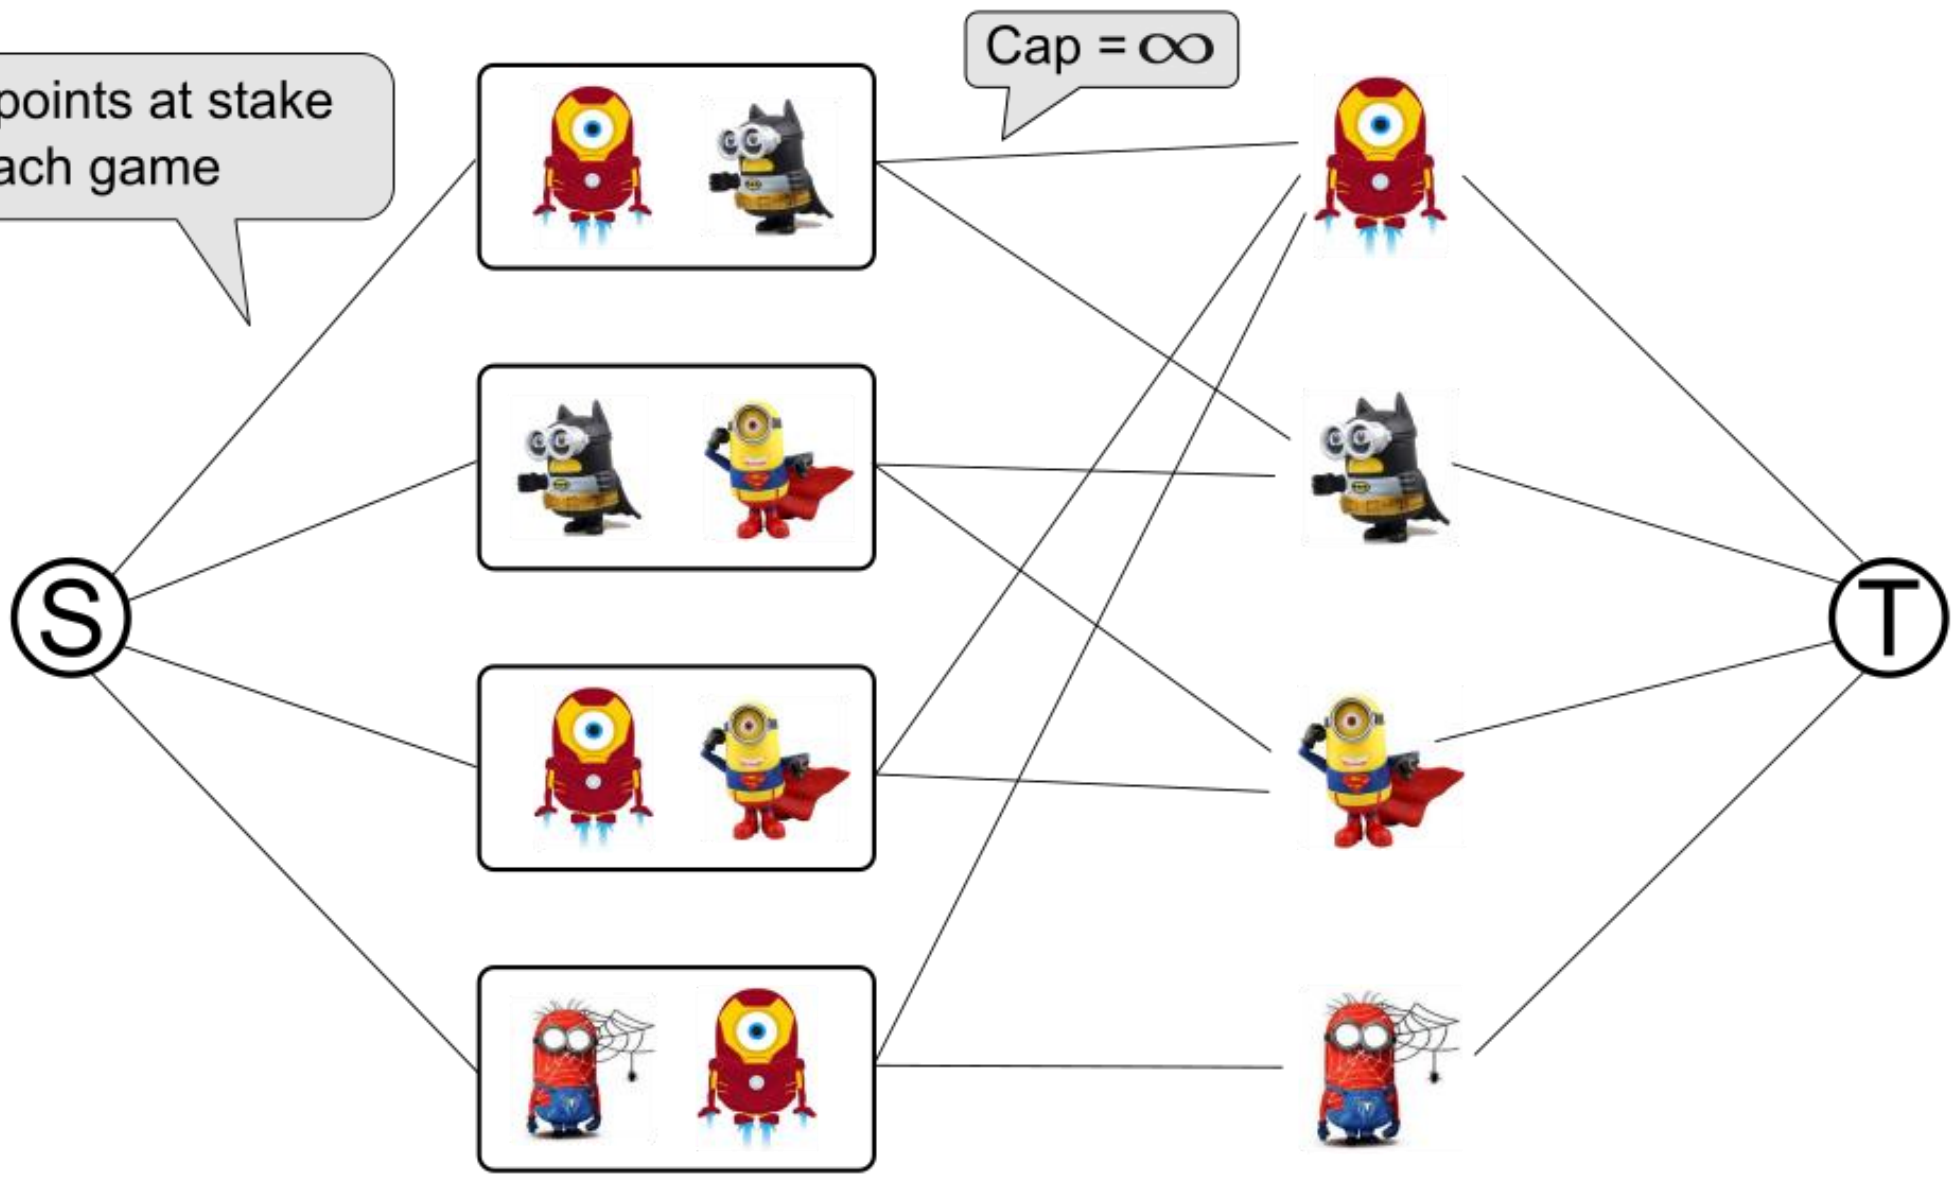 points at stake
ach game
Cap = ∞
S
T